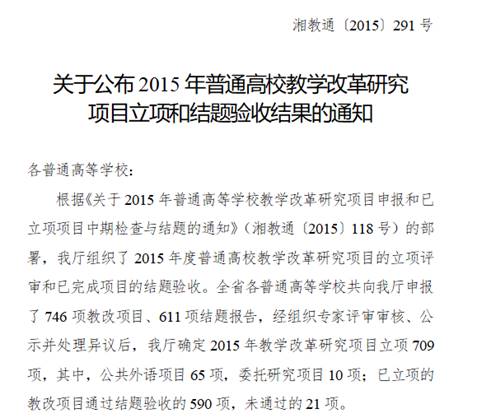 湘教通〔2015〕291 号
关于公布 2015 年普通高校教学改革研究
项目立项和结题验收结果的通知
各普通高等学校：
根据《关于 2015 年普通高等学校教学改革研究项目申报和已
立项项目中期检查与结题的通知》（湘教通〔2015〕118 号）的部
署，我厅组织了 2015 年度普通高校教学改革研究项目的立项评
审和已完成项目的结题验收。全省各普通高等学校共向我厅申报
了 746 项教改项目、611 项结题报告，经组织专家评审审核、公
示并处理异议后，我厅确定 2015 年教学改革研究项目立项 709
项，其中，公共外语项目 65 项，委托研究项目 10 项；已立项的
教改项目通过结题验收的 590 项，未通过的 21 项。